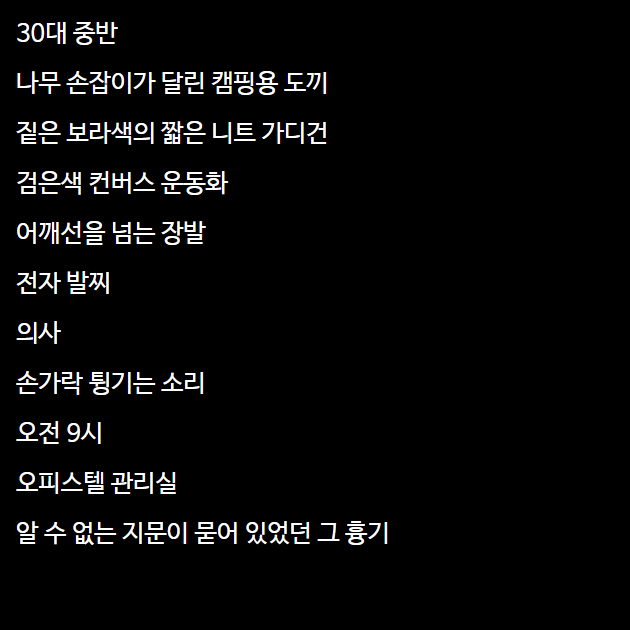 30대 중반
나무 손잡이가 달린 캠핑용 도끼
짙은 보라색의 짧은 니트 가디건
검은색 컨버스 운동화
어깨선을 넘는 장발
전자 발찌
의사
손가락 튕기는 소리
오전 9시
오피스텔 관리실
알 수 없는 지문이 묻어 있었던 그 흉기